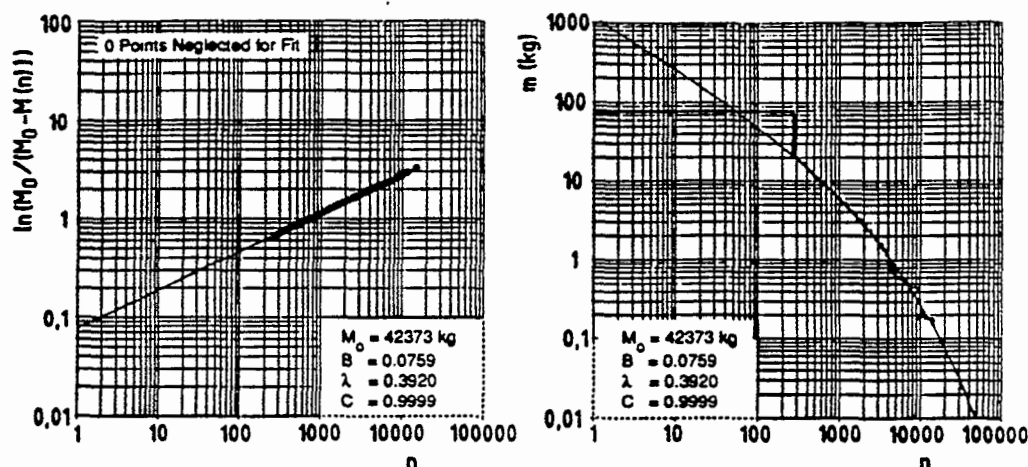 ln(M₀/(M₀-M(n)))
100
10
1
0,1
0,01
0 Points Neglected for Fit
M₀ = 42373 kg
B = 0.0759
λ = 0.3920
C = 0.9999
1 10 100 1000 10000 100000
n
m (kg)
1000
100
10
1
0,1
0,01
M₀ = 42373 kg
B = 0.0759
λ = 0.3920
C = 0.9999
1 10 100 1000 10000 100000
n